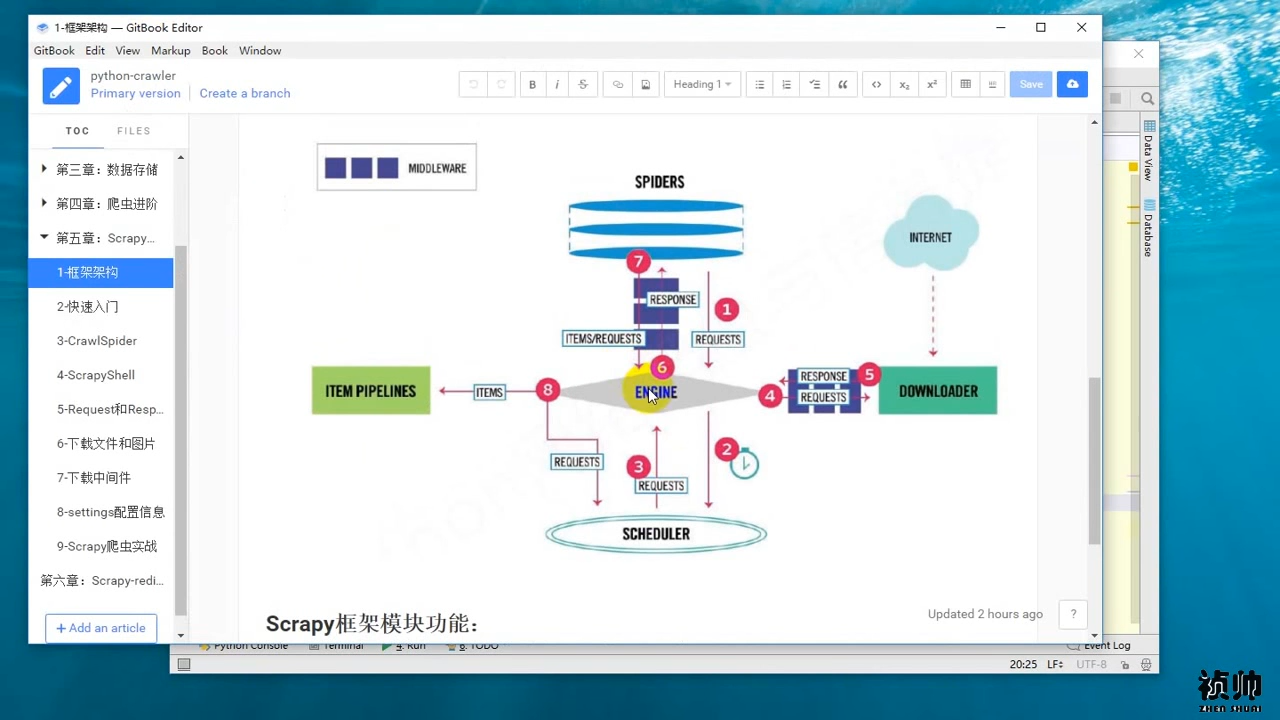 1-框架架构 — GitBook Editor
GitBook Edit View Markup Book Window
python-crawler
Primary version Create a branch
B i S Heading 1 Save
TOC FILES
第三章：数据存储
第四章：爬虫进阶
第五章：Scrapy...
1-框架架构
2-快速入门
3-CrawlSpider
4-ScrapyShell
5-Request和Resp...
6-下载文件和图片
7-下载中间件
8-settings配置信息
9-Scrapy爬虫实战
第六章：Scrapy-redi...
+ Add an article
MIDDLEWARE
SPIDERS
INTERNET
7
RESPONSE
1
ITEMS/REQUESTS
REQUESTS
6
ITEM PIPELINES
ITEMS
8
ENGINE
4
RESPONSE
REQUESTS
5
DOWNLOADER
REQUESTS
3
REQUESTS
2
SCHEDULER
Scrapy框架模块功能：
Updated 2 hours ago
?
Data View
Database
Python Console Terminal 4: Run 6: TODO Event Log
20:25 LF÷ UTF-8
祯帅
ZHEN SHUAI